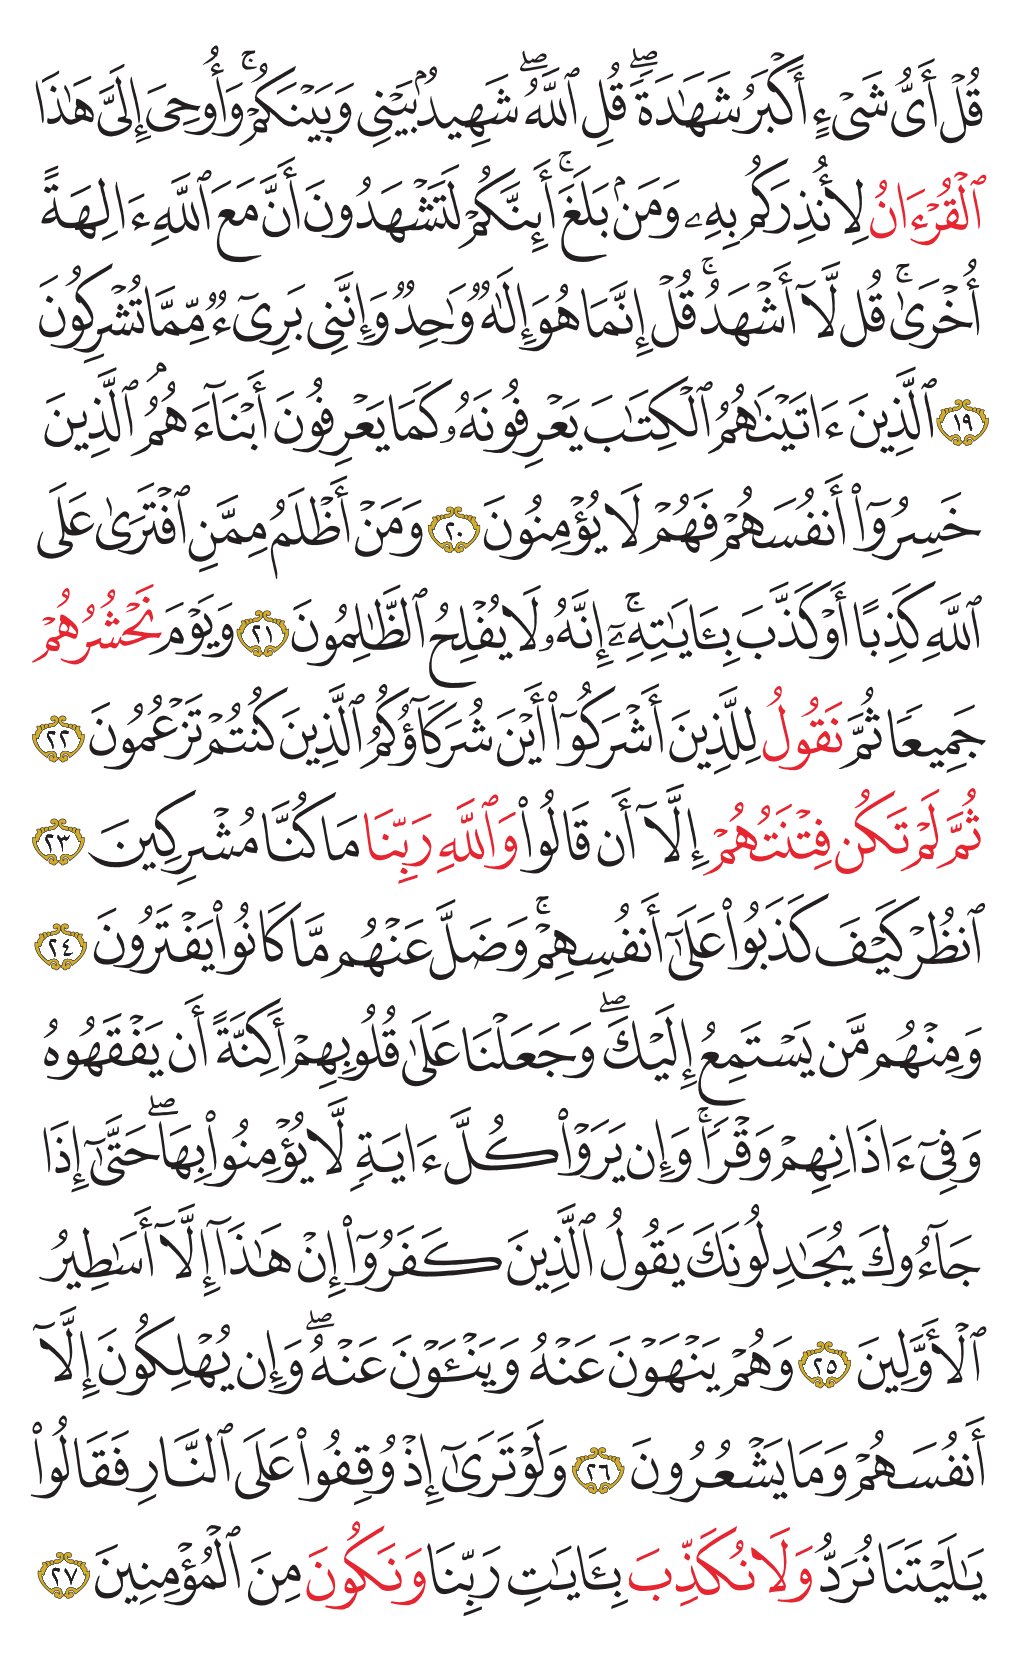 قُلۡ أَىُّ شَىۡءٍ أَكۡبَرُ شَهَٰدَةٗۖ قُلِ ٱللَّهُۖ شَهِيدُۢ بَيۡنِي وَبَيۡنَكُمۡۚ وَأُوحِيَ إِلَىَّ هَٰذَا
ٱلۡقُرۡءَانُ لِأُنذِرَكُم بِهِۦ وَمَنۢ بَلَغَۚ أَئِنَّكُمۡ لَتَشۡهَدُونَ أَنَّ مَعَ ٱللَّهِ ءَالِهَةً
أُخۡرَىٰۚ قُل لَّآ أَشۡهَدُۚ قُلۡ إِنَّمَا هُوَ إِلَٰهٞ وَٰحِدٞ وَإِنَّنِي بَرِيٓءٞ مِّمَّا تُشۡرِكُونَ
١٩ ٱلَّذِينَ ءَاتَيۡنَٰهُمُ ٱلۡكِتَٰبَ يَعۡرِفُونَهُۥ كَمَا يَعۡرِفُونَ أَبۡنَآءَهُمُۘ ٱلَّذِينَ
خَسِرُوٓاْ أَنفُسَهُمۡ فَهُمۡ لَا يُؤۡمِنُونَ ٢٠ وَمَنۡ أَظۡلَمُ مِمَّنِ ٱفۡتَرَىٰ عَلَى
ٱللَّهِ كَذِبًا أَوۡ كَذَّبَ بِـَٔايَٰتِهِۦٓۚ إِنَّهُۥ لَا يُفۡلِحُ ٱلظَّٰلِمُونَ ٢١ وَيَوۡمَ نَحۡشُرُهُمۡ
جَمِيعٗا ثُمَّ نَقُولُ لِلَّذِينَ أَشۡرَكُوٓاْ أَيۡنَ شُرَكَآؤُكُمُ ٱلَّذِينَ كُنتُمۡ تَزۡعُمُونَ ٢٢
ثُمَّ لَمۡ تَكُن فِتۡنَتُهُمۡ إِلَّآ أَن قَالُواْ وَٱللَّهِ رَبِّنَا مَا كُنَّا مُشۡرِكِينَ ٢٣
ٱنظُرۡ كَيۡفَ كَذَبُواْ عَلَىٰٓ أَنفُسِهِمۡۚ وَضَلَّ عَنۡهُم مَّا كَانُواْ يَفۡتَرُونَ ٢٤
وَمِنۡهُم مَّن يَسۡتَمِعُ إِلَيۡكَۖ وَجَعَلۡنَا عَلَىٰ قُلُوبِهِمۡ أَكِنَّةً أَن يَفۡقَهُوهُ
وَفِيٓ ءَاذَانِهِمۡ وَقۡرٗاۚ وَإِن يَرَوۡاْ كُلَّ ءَايَةٖ لَّا يُؤۡمِنُواْ بِهَاۖ حَتَّىٰٓ إِذَا
جَآءُوكَ يُجَٰدِلُونَكَ يَقُولُ ٱلَّذِينَ كَفَرُوٓاْ إِنۡ هَٰذَآ إِلَّآ أَسَٰطِيرُ
ٱلۡأَوَّلِينَ ٢٥ وَهُمۡ يَنۡهَوۡنَ عَنۡهُ وَيَنۡـَٔوۡنَ عَنۡهُۖ وَإِن يُهۡلِكُونَ إِلَّآ
أَنفُسَهُمۡ وَمَا يَشۡعُرُونَ ٢٦ وَلَوۡ تَرَىٰٓ إِذۡ وُقِفُواْ عَلَى ٱلنَّارِ فَقَالُواْ
يَٰلَيۡتَنَا نُرَدُّ وَلَا نُكَذِّبَ بِـَٔايَٰتِ رَبِّنَا وَنَكُونَ مِنَ ٱلۡمُؤۡمِنِينَ ٢٧